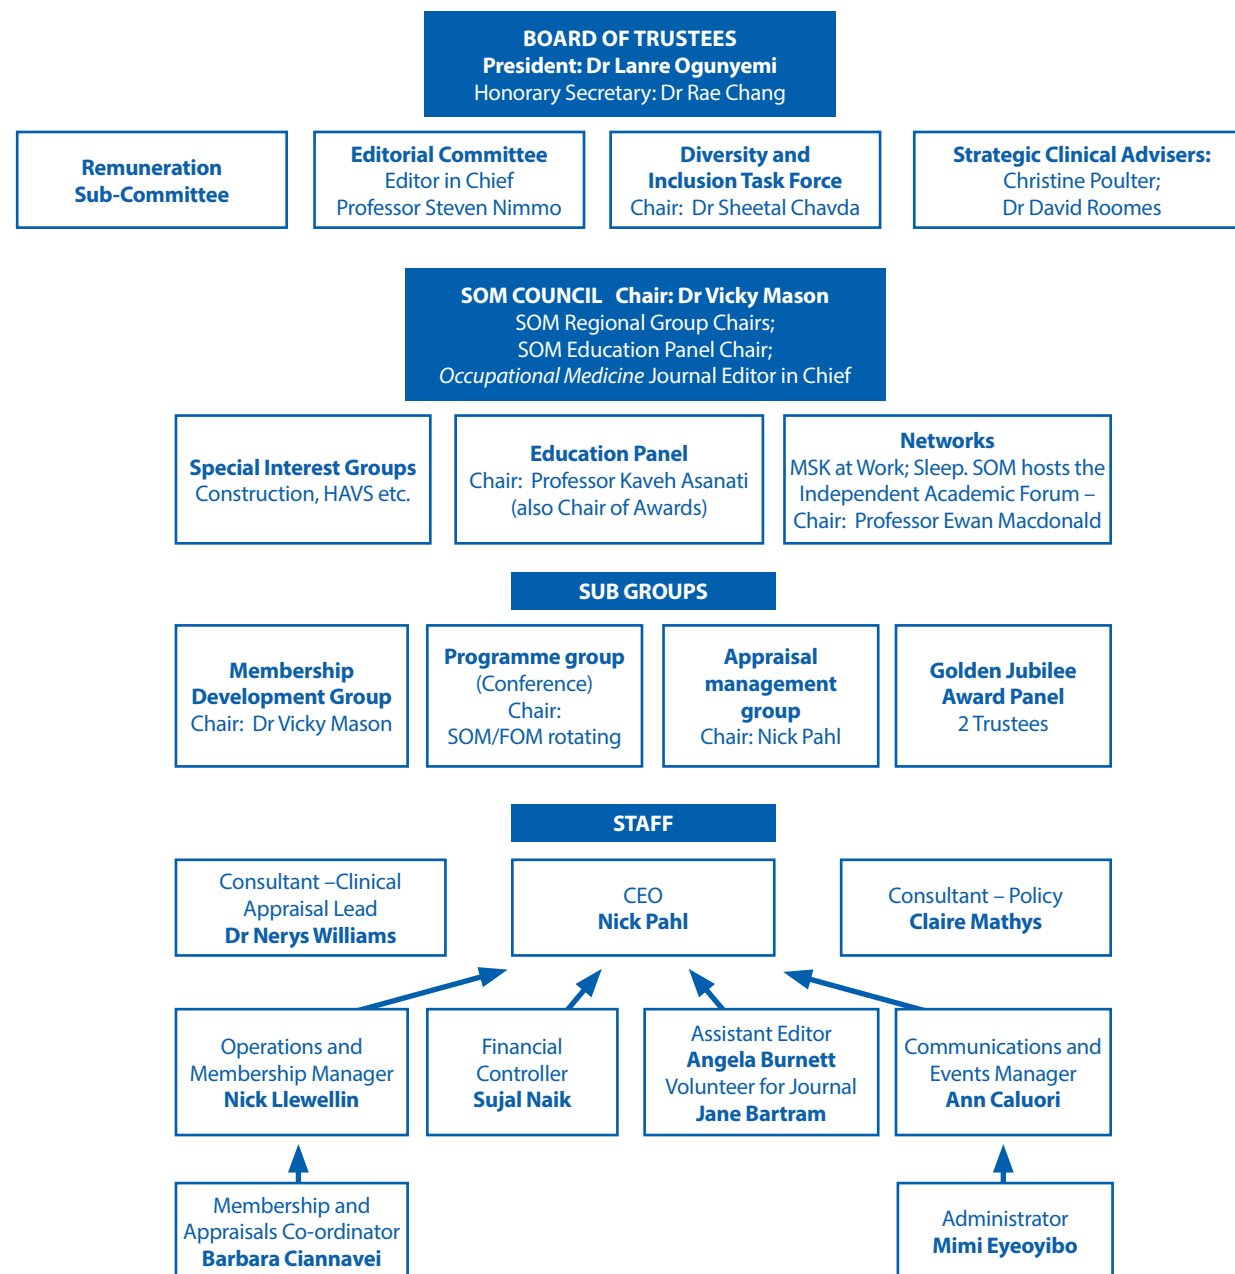 BOARD OF TRUSTEES
President: Dr Lanre Ogunyemi
Honorary Secretary: Dr Rae Chang
Remuneration
Sub-Committee
Editorial Committee
Editor in Chief
Professor Steven Nimmo
Diversity and
Inclusion Task Force
Chair: Dr Sheetal Chavda
Strategic Clinical Advisers:
Christine Poulter;
Dr David Roomes
SOM COUNCIL Chair: Dr Vicky Mason
SOM Regional Group Chairs;
SOM Education Panel Chair;
Occupational Medicine Journal Editor in Chief
Special Interest Groups
Construction, HAVS etc.
Education Panel
Chair: Professor Kaveh Asanati
(also Chair of Awards)
Networks
MSK at Work; Sleep. SOM hosts the
Independent Academic Forum –
Chair: Professor Ewan Macdonald
SUB GROUPS
Membership
Development Group
Chair: Dr Vicky Mason
Programme group
(Conference)
Chair:
SOM/FOM rotating
Appraisal
management
group
Chair: Nick Pahl
Golden Jubilee
Award Panel
2 Trustees
STAFF
Consultant –Clinical
Appraisal Lead
Dr Nerys Williams
CEO
Nick Pahl
Consultant – Policy
Claire Mathys
Operations and
Membership Manager
Nick Llewellin
Financial
Controller
Sujal Naik
Assistant Editor
Angela Burnett
Volunteer for Journal
Jane Bartram
Communications and
Events Manager
Ann Caluori
Membership and
Appraisals Co-ordinator
Barbara Ciannavei
Administrator
Mimi Eyeoyibo